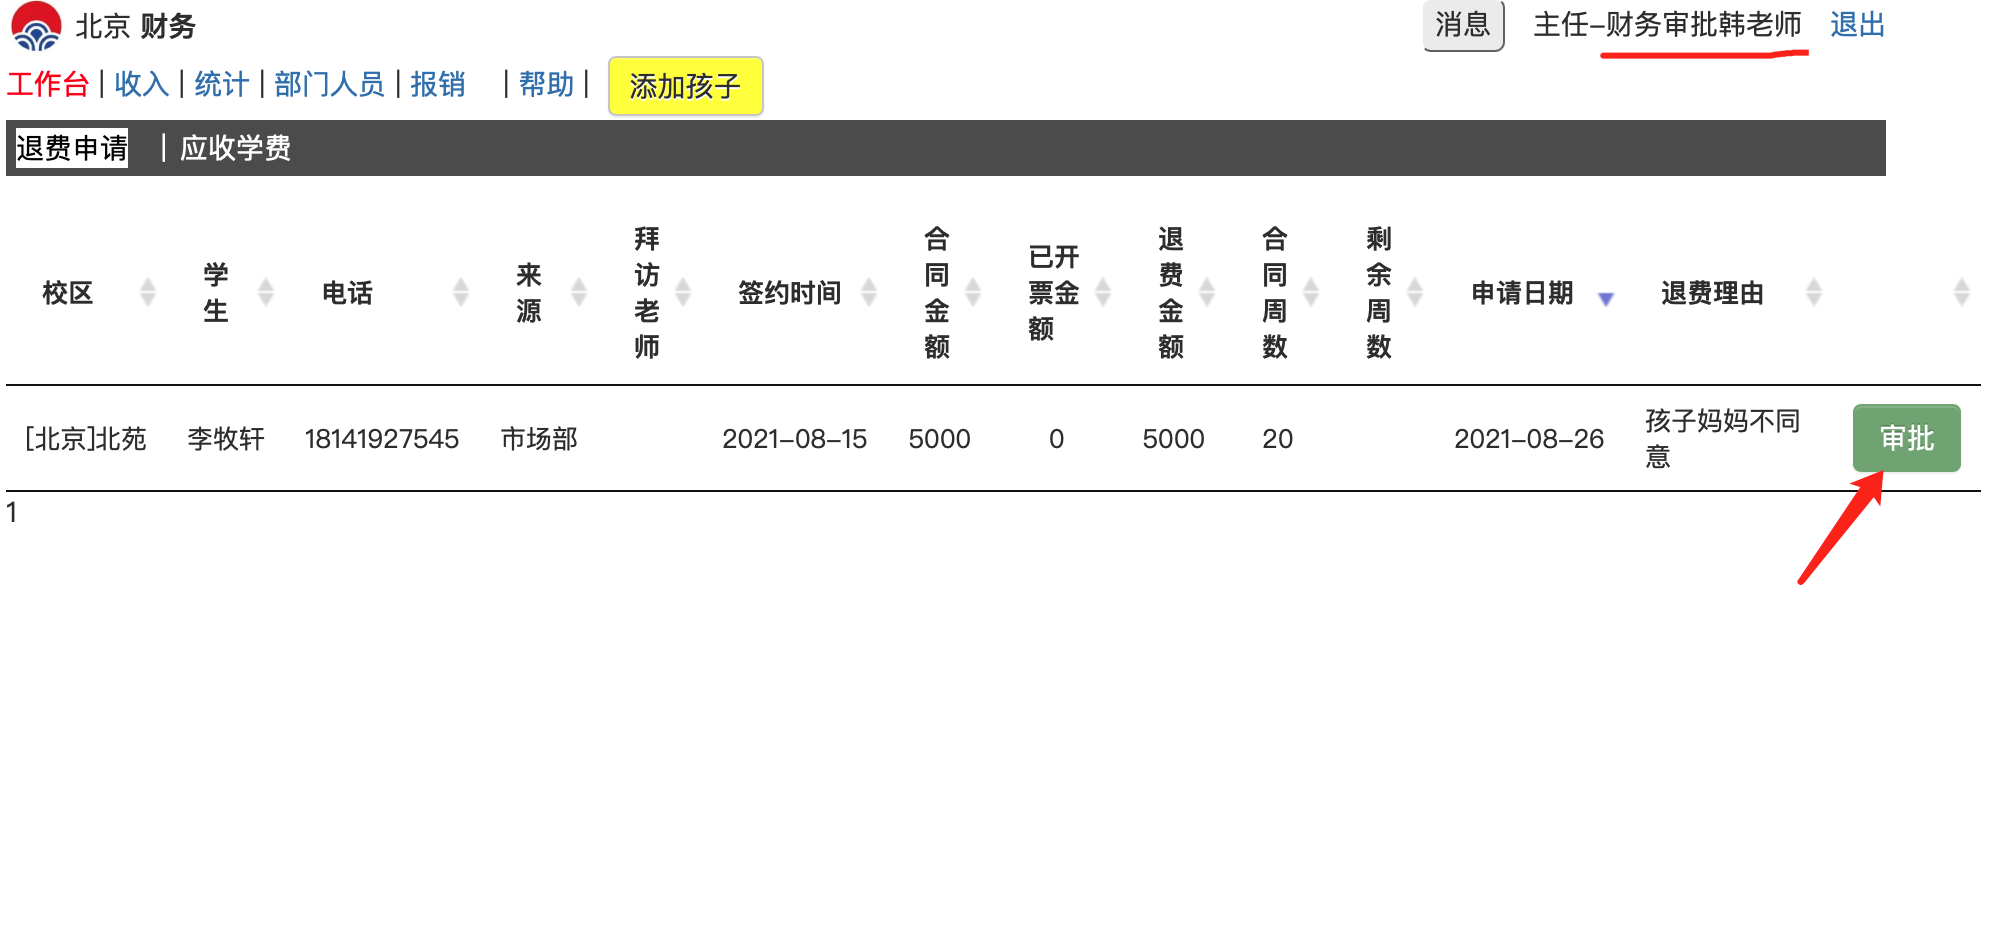 北京 财务 消息 主任-财务审批韩老师 退出
工作台 | 收入 | 统计 | 部门人员 | 报销 | 帮助 | 添加孩子
退费申请 | 应收学费
校区 学生 电话 来源 拜访老师 签约时间 合同金额 已开票金额 退费金额 合同周数 剩余周数 申请日期 退费理由
[北京]北苑 李牧轩 18141927545 市场部 2021-08-15 5000 0 5000 20 2021-08-26 孩子妈妈不同意 审批
1